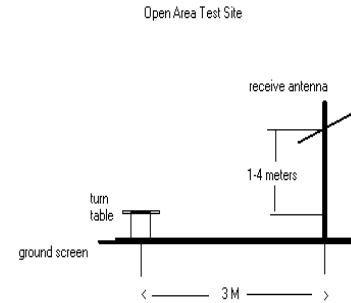 Open Area Test Site
receive antenna
1-4 meters
turn
table
ground screen
3 M